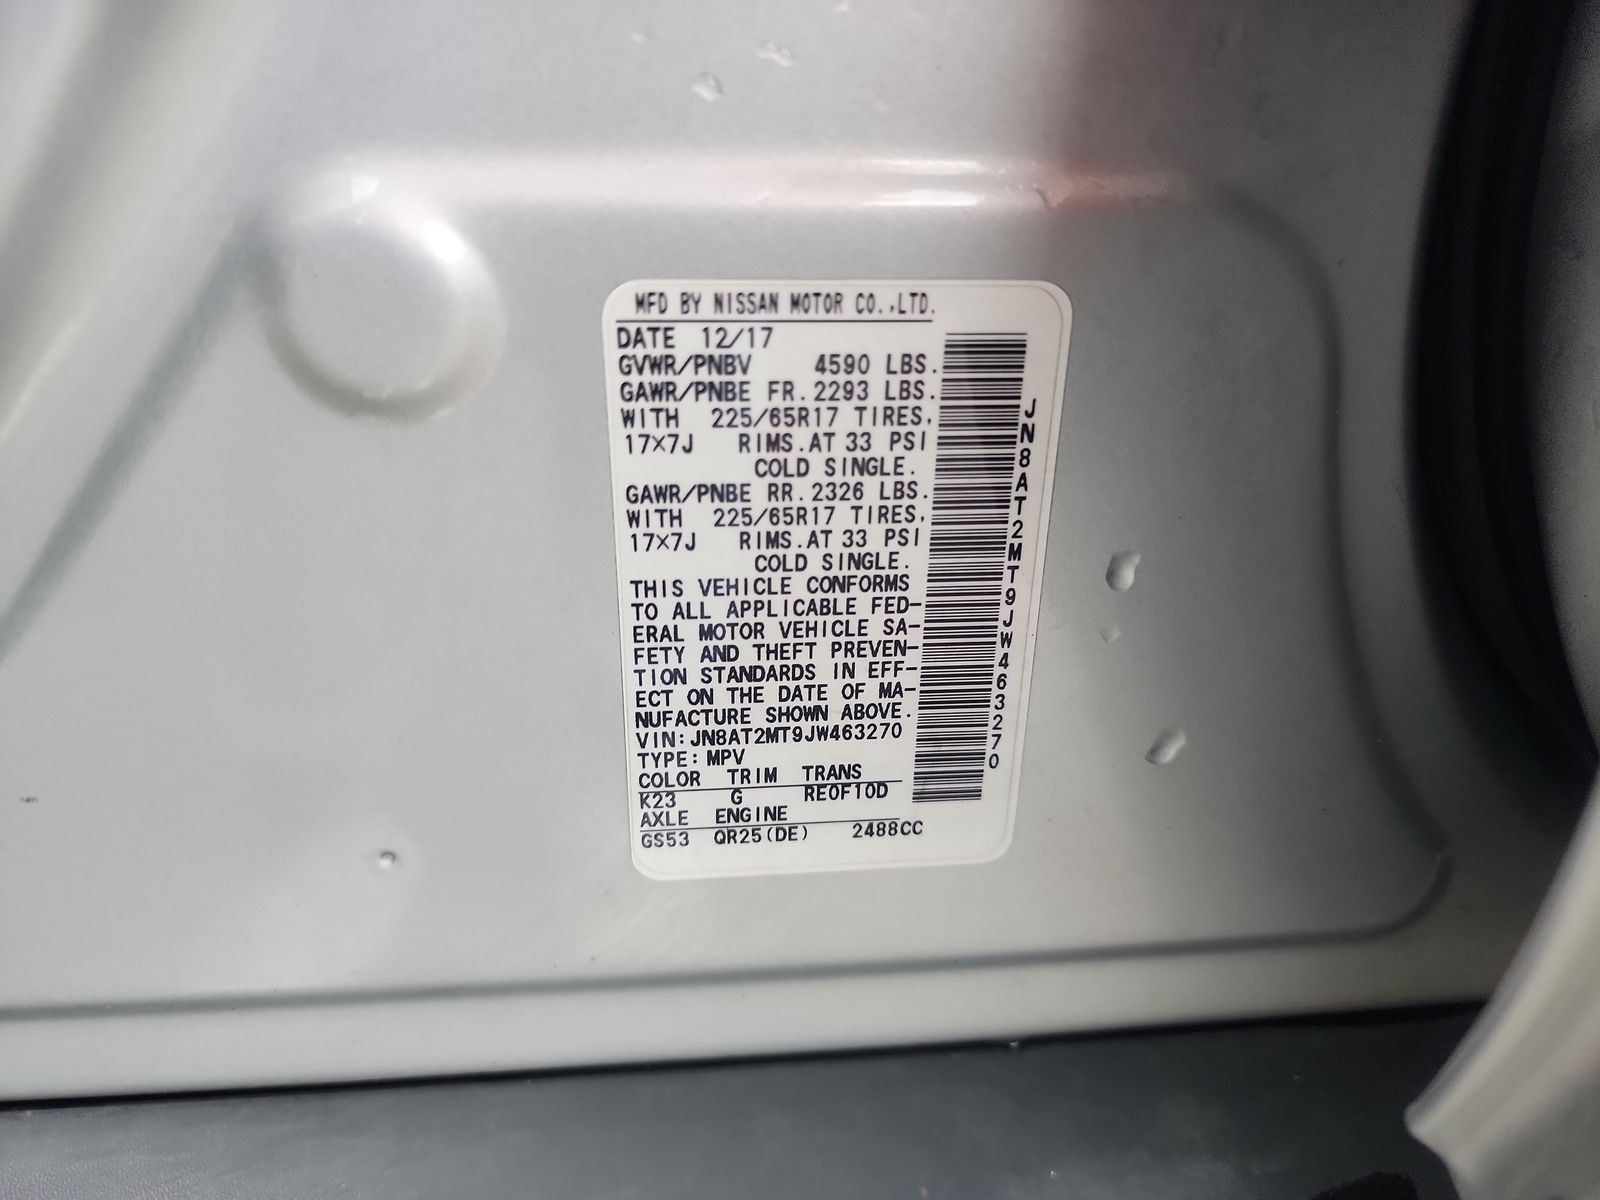 MFD BY NISSAN MOTOR CO.,LTD.
DATE 12/17
GVWR/PNBV 4590 LBS.
GAWR/PNBE FR.2293 LBS.
WITH 225/65R17 TIRES,
17X7J RIMS.AT 33 PSI
COLD SINGLE.
GAWR/PNBE RR.2326 LBS.
WITH 225/65R17 TIRES,
17X7J RIMS.AT 33 PSI
COLD SINGLE.
THIS VEHICLE CONFORMS
TO ALL APPLICABLE FED-
ERAL MOTOR VEHICLE SA-
FETY AND THEFT PREVEN-
TION STANDARDS IN EFF-
ECT ON THE DATE OF MA-
NUFACTURE SHOWN ABOVE.
VIN:JN8AT2MT9JW463270
TYPE:MPV
COLOR TRIM TRANS
K23 G RE0F10D
AXLE ENGINE
GS53 QR25(DE) 2488CC
JN8AT2MT9JW463270